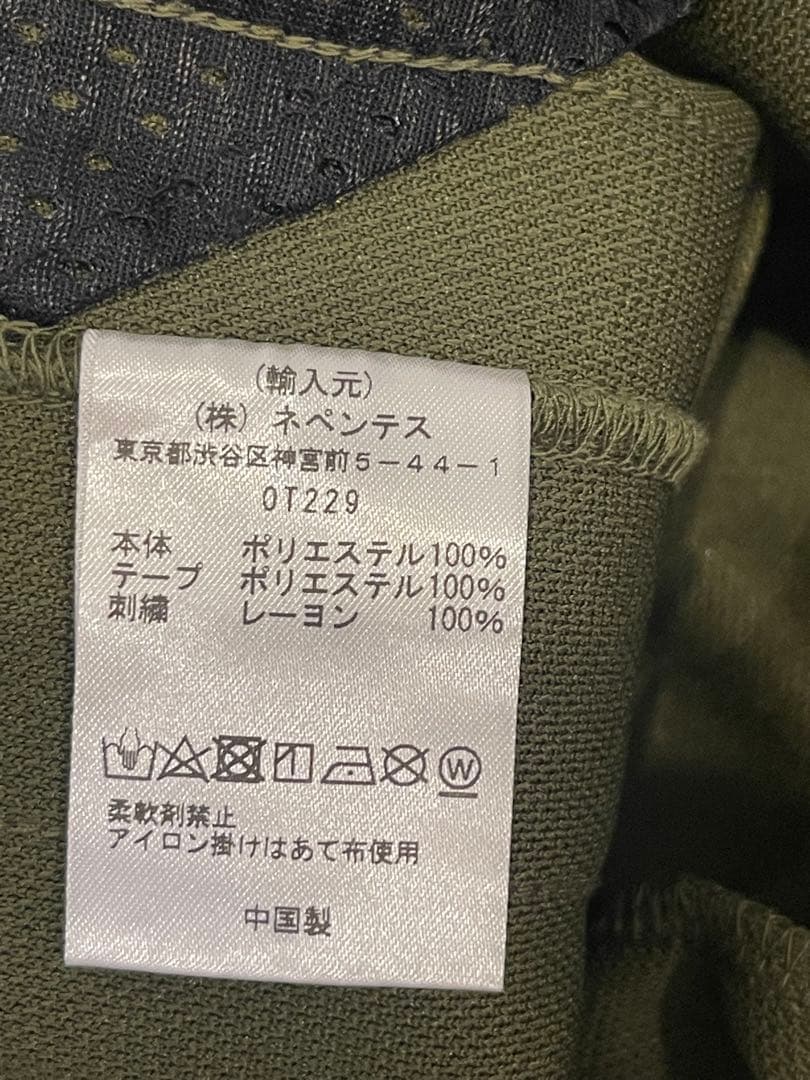 (輸入元)
(株) ネペンテス
東京都渋谷区神宮前5-44-1
OT229
本体 ポリエステル100%
テープ ポリエステル100%
刺繍 レーヨン 100%
W
柔軟剤禁止
アイロン掛けはあて布使用
中国製